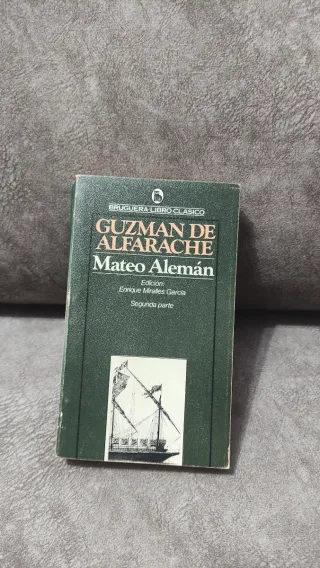 BRUGUERA-LIBRO CLASICO
GUZMAN DE
ALFARACHE
Mateo Alemán
Edición:
Enrique Miralles García
Segunda parte